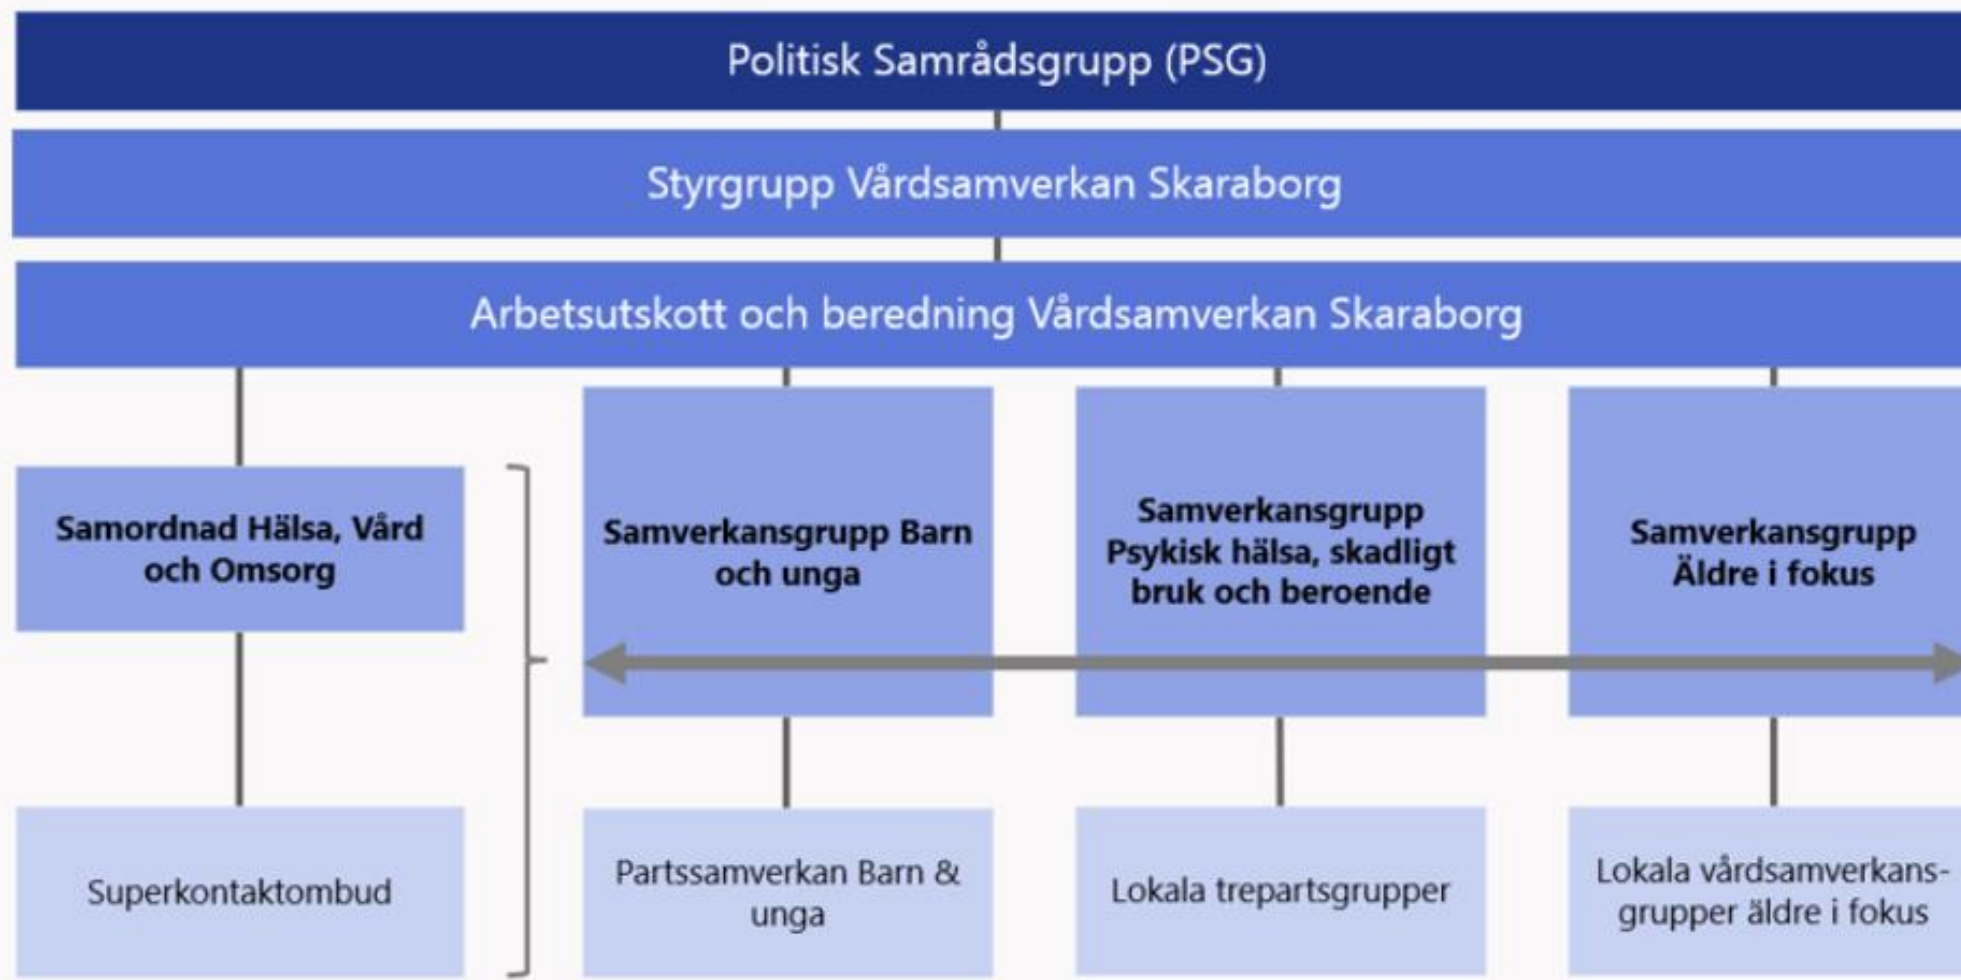 Politisk Samrådsgrupp (PSG)
Styrgrupp Vårdsamverkan Skaraborg
Arbetsutskott och beredning Vårdsamverkan Skaraborg
Samordnad Hälsa, Vård
och Omsorg
Samverkansgrupp Barn
och unga
Samverkansgrupp
Psykisk hälsa, skadligt
bruk och beroende
Samverkansgrupp
Äldre i fokus
Superkontaktombud
Partssamverkan Barn &
unga
Lokala trepartsgrupper
Lokala vårdsamverkans-
grupper äldre i fokus